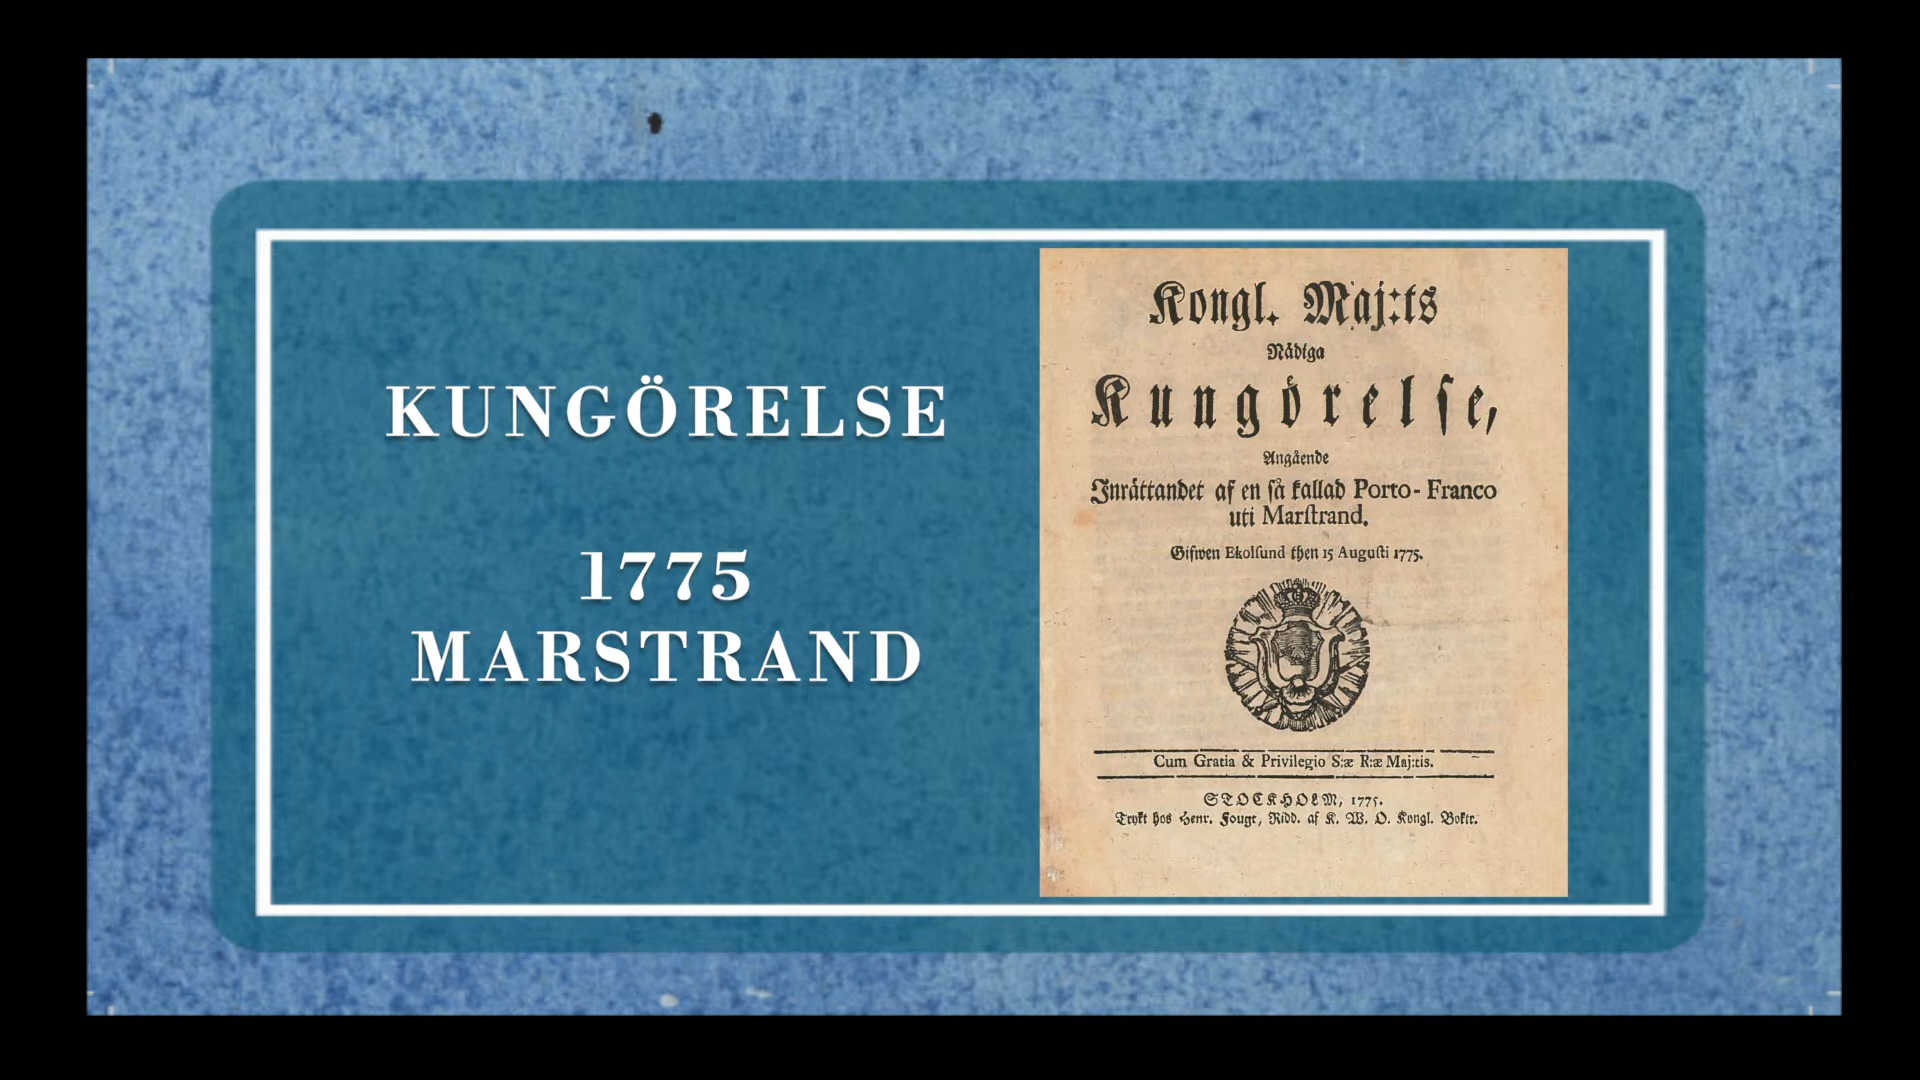 KUNGÖRELSE
1775
MARSTRAND
Kongl. Maj:ts
Nådiga
Kungörelse,
Angående
Inrättandet af en så kallad Porto-Franco
uti Marſtrand.
Gifwen Ekolſund then 15 Auguſti 1775.
Cum Gratia & Privilegio S:æ R:æ Maj:tis.
STOCKHOLM, 1775.
Tryckt hos Henr. Fougt, Ridd. af K. W. O. Kongl. Boktr.